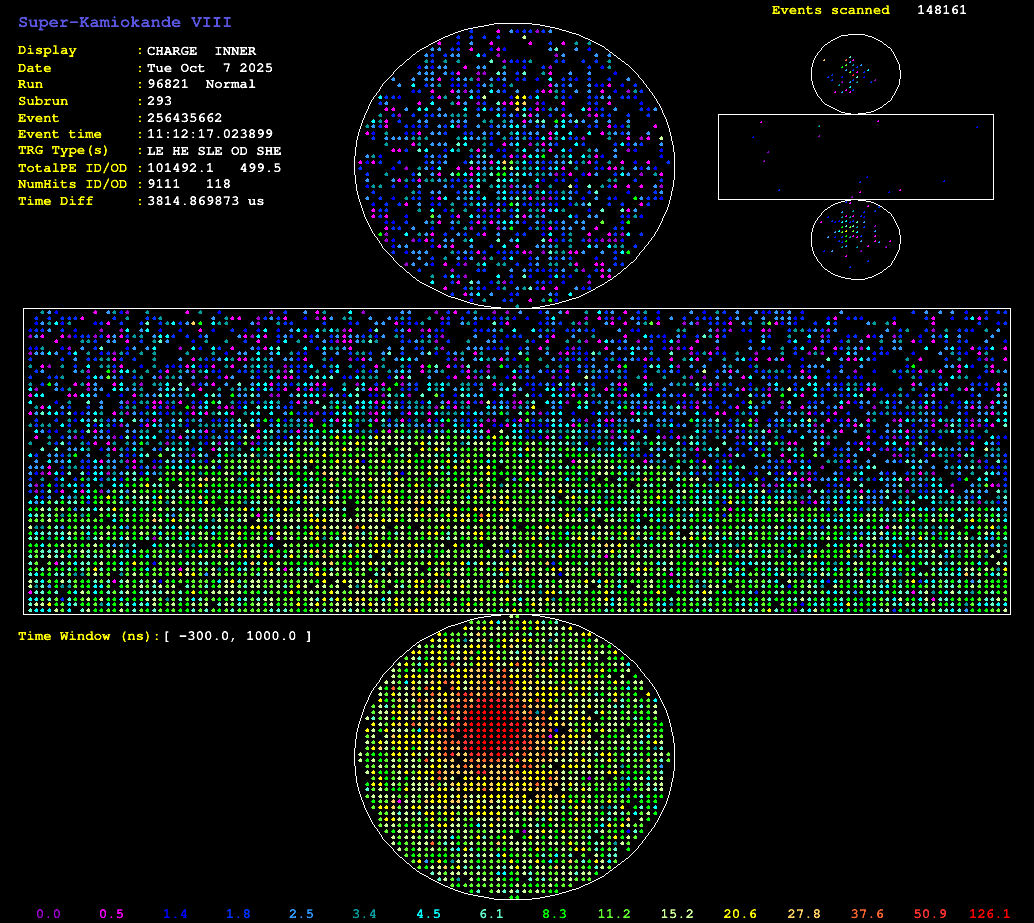 Super-Kamiokande VIII
Events scanned 148161
Display : CHARGE INNER
Date : Tue Oct 7 2025
Run : 96821 Normal
Subrun : 293
Event : 256435662
Event time : 11:12:17.023899
TRG Type(s) : LE HE SLE OD SHE
TotalPE ID/OD : 101492.1 499.5
NumHits ID/OD : 9111 118
Time Diff : 3814.869873 us
Time Window (ns):[ -300.0, 1000.0 ]
0.0 0.5 1.4 1.8 2.5 3.4 4.5 6.1 8.3 11.2 15.2 20.6 27.8 37.6 50.9 126.1